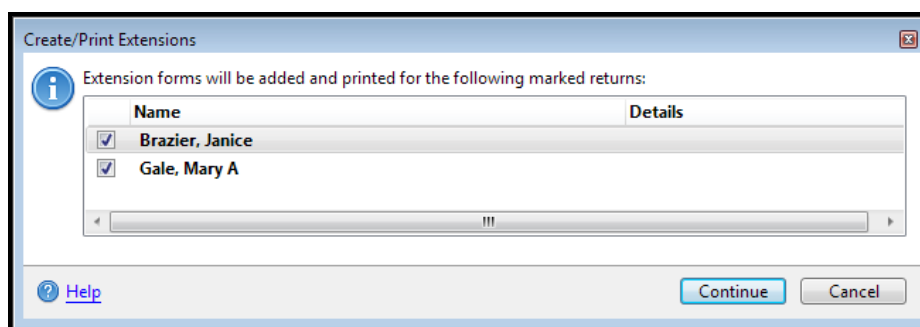 Create/Print Extensions
Extension forms will be added and printed for the following marked returns:
Name Details
Brazier, Janice
Gale, Mary A
Help Continue Cancel